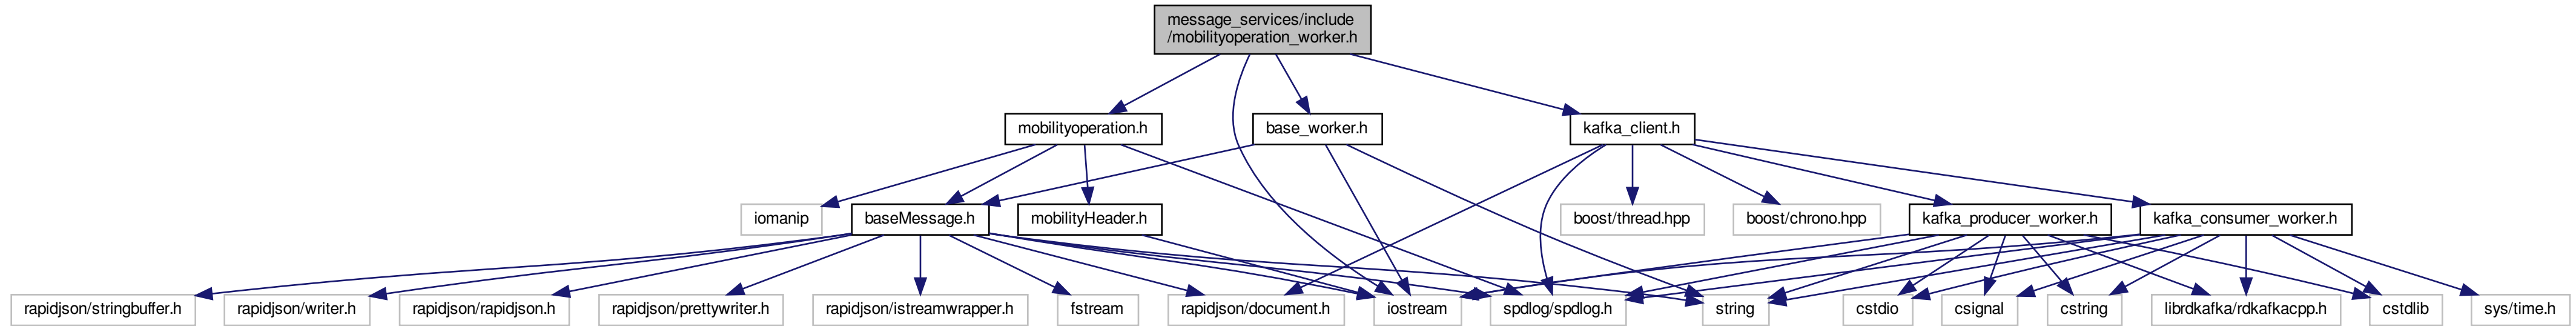 message_services/include
/mobilityoperation_worker.h
mobilityoperation.h
base_worker.h
kafka_client.h
iomanip
baseMessage.h
mobilityHeader.h
boost/thread.hpp
boost/chrono.hpp
kafka_producer_worker.h
kafka_consumer_worker.h
rapidjson/stringbuffer.h
rapidjson/writer.h
rapidjson/rapidjson.h
rapidjson/prettywriter.h
rapidjson/istreamwrapper.h
fstream
rapidjson/document.h
iostream
spdlog/spdlog.h
string
cstdio
csignal
cstring
librdkafka/rdkafkacpp.h
cstdlib
sys/time.h